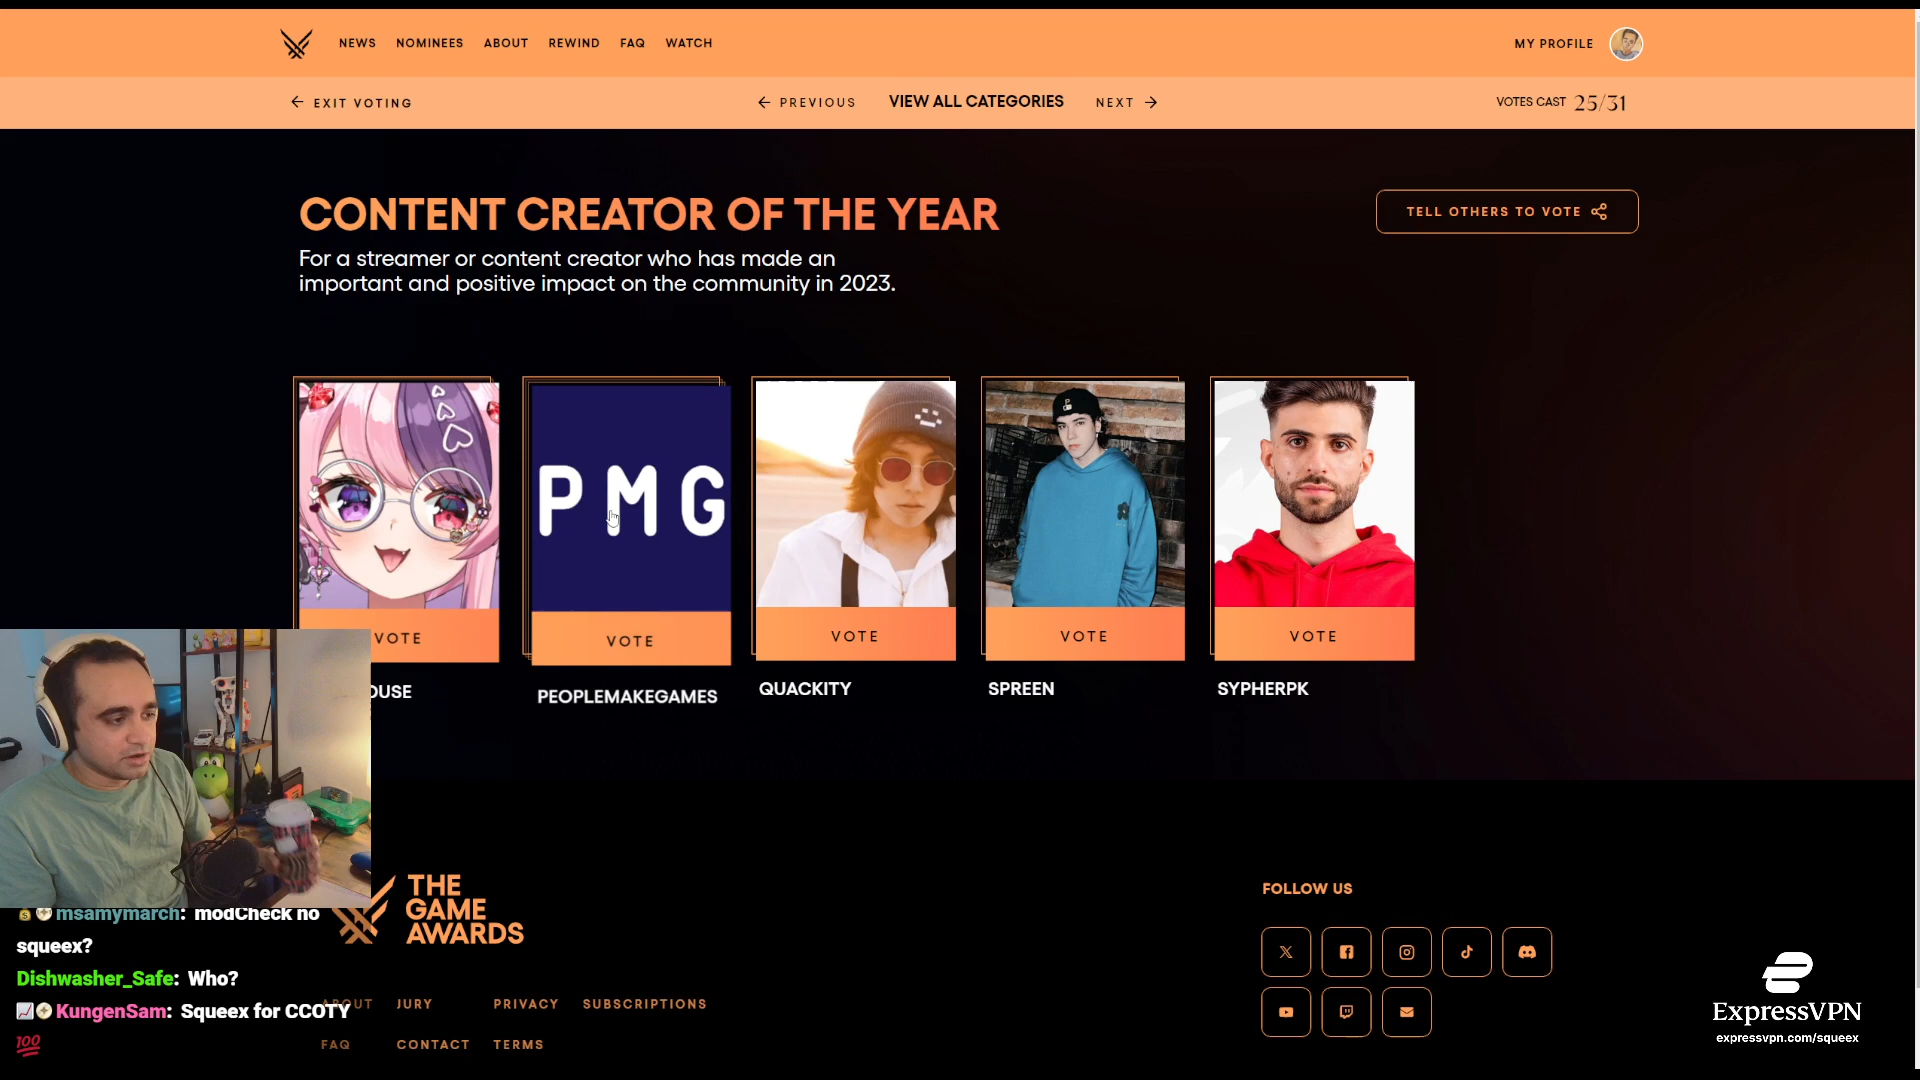 NEWS
NOMINEES
ABOUT
REWIND
FAQ
WATCH
MY PROFILE
EXIT VOTING
PREVIOUS
VIEW ALL CATEGORIES
NEXT
VOTES CAST 25/31
CONTENT CREATOR OF THE YEAR
TELL OTHERS TO VOTE
For a streamer or content creator who has made an
important and positive impact on the community in 2023.
PMG
VOTE
VOTE
VOTE
VOTE
VOTE
OUSE
PEOPLEMAKEGAMES
QUACKITY
SPREEN
SYPHERPK
THE
GAME
AWARDS
FOLLOW US
msamymarch: modCheck no
squeex?
Dishwasher_Safe: Who?
KungenSam: Squeex for CCOTY
100
ABOUT
JURY
PRIVACY
SUBSCRIPTIONS
FAQ
CONTACT
TERMS
ExpressVPN
expressvpn.com/squeex